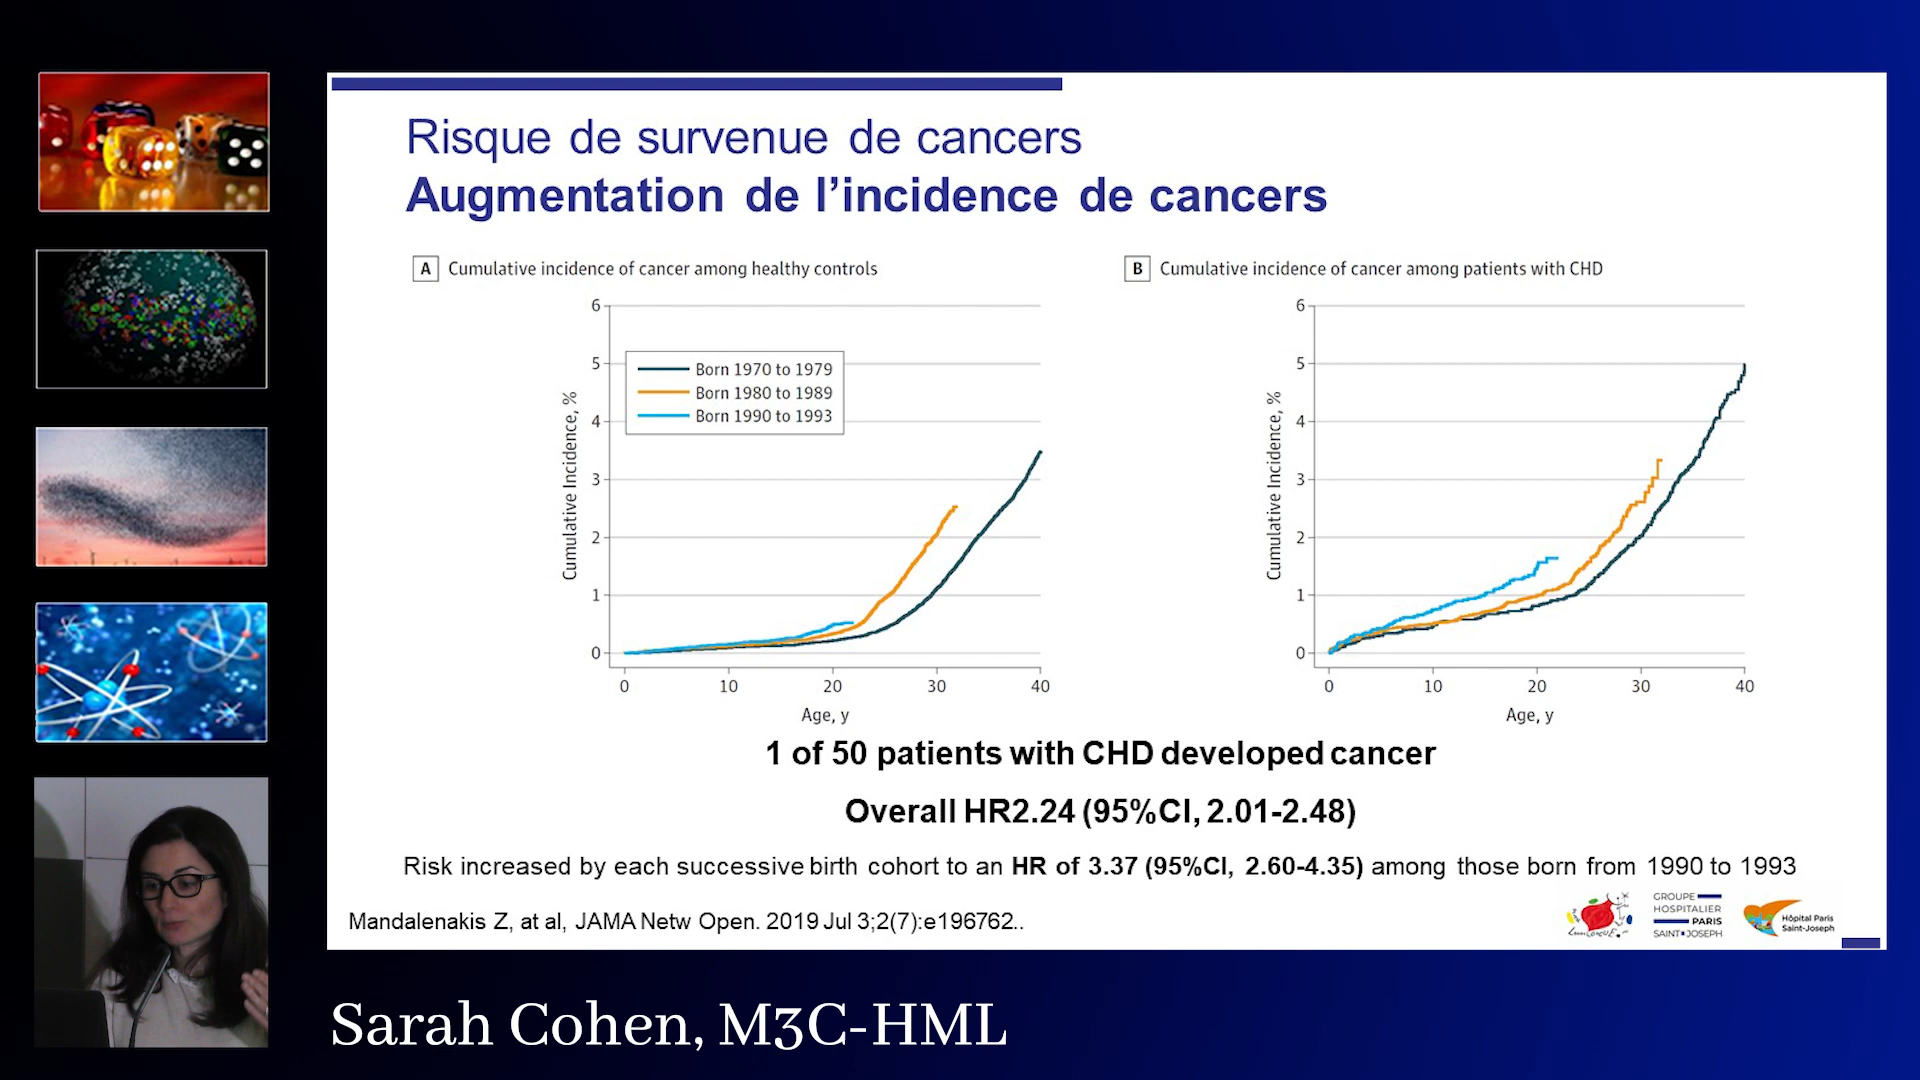 Risque de survenue de cancers
Augmentation de l’incidence de cancers
A Cumulative incidence of cancer among healthy controls
6
5
4
3
2
1
0
Cumulative Incidence, %
Born 1970 to 1979
Born 1980 to 1989
Born 1990 to 1993
0 10 20 30 40
Age, y
B Cumulative incidence of cancer among patients with CHD
6
5
4
3
2
1
0
Cumulative Incidence, %
0 10 20 30 40
Age, y
1 of 50 patients with CHD developed cancer
Overall HR2.24 (95%CI, 2.01-2.48)
Risk increased by each successive birth cohort to an HR of 3.37 (95%CI, 2.60-4.35) among those born from 1990 to 1993
Mandalenakis Z, at al, JAMA Netw Open. 2019 Jul 3;2(7):e196762..
GROUPE
HOSPITALIER
PARIS
SAINT JOSEPH
Hôpital Paris
Saint-Joseph
Sarah Cohen, M3C-HML